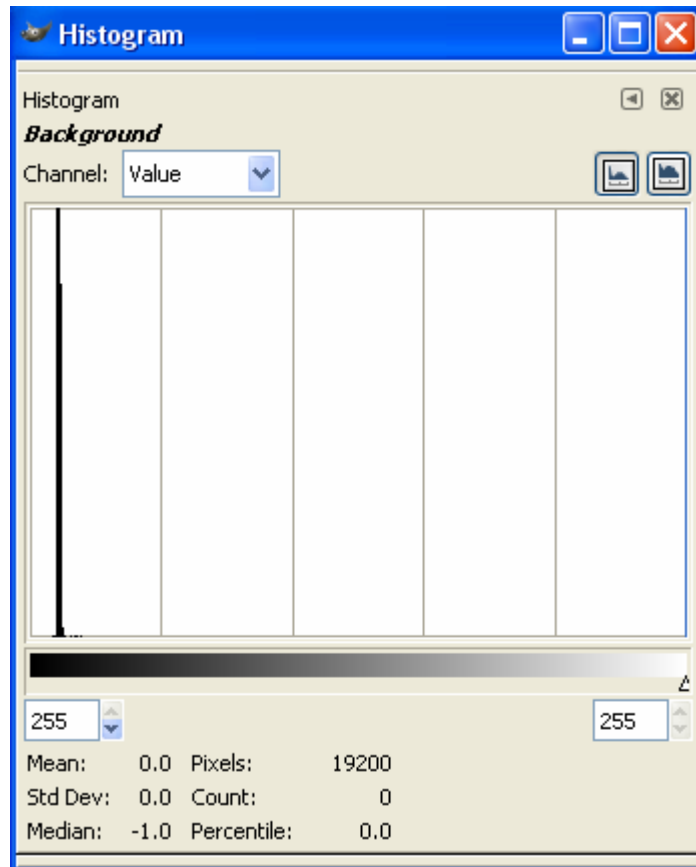 Histogram
Histogram
Background
Channel: Value
255 255
Mean: 0.0 Pixels: 19200
Std Dev: 0.0 Count: 0
Median: -1.0 Percentile: 0.0